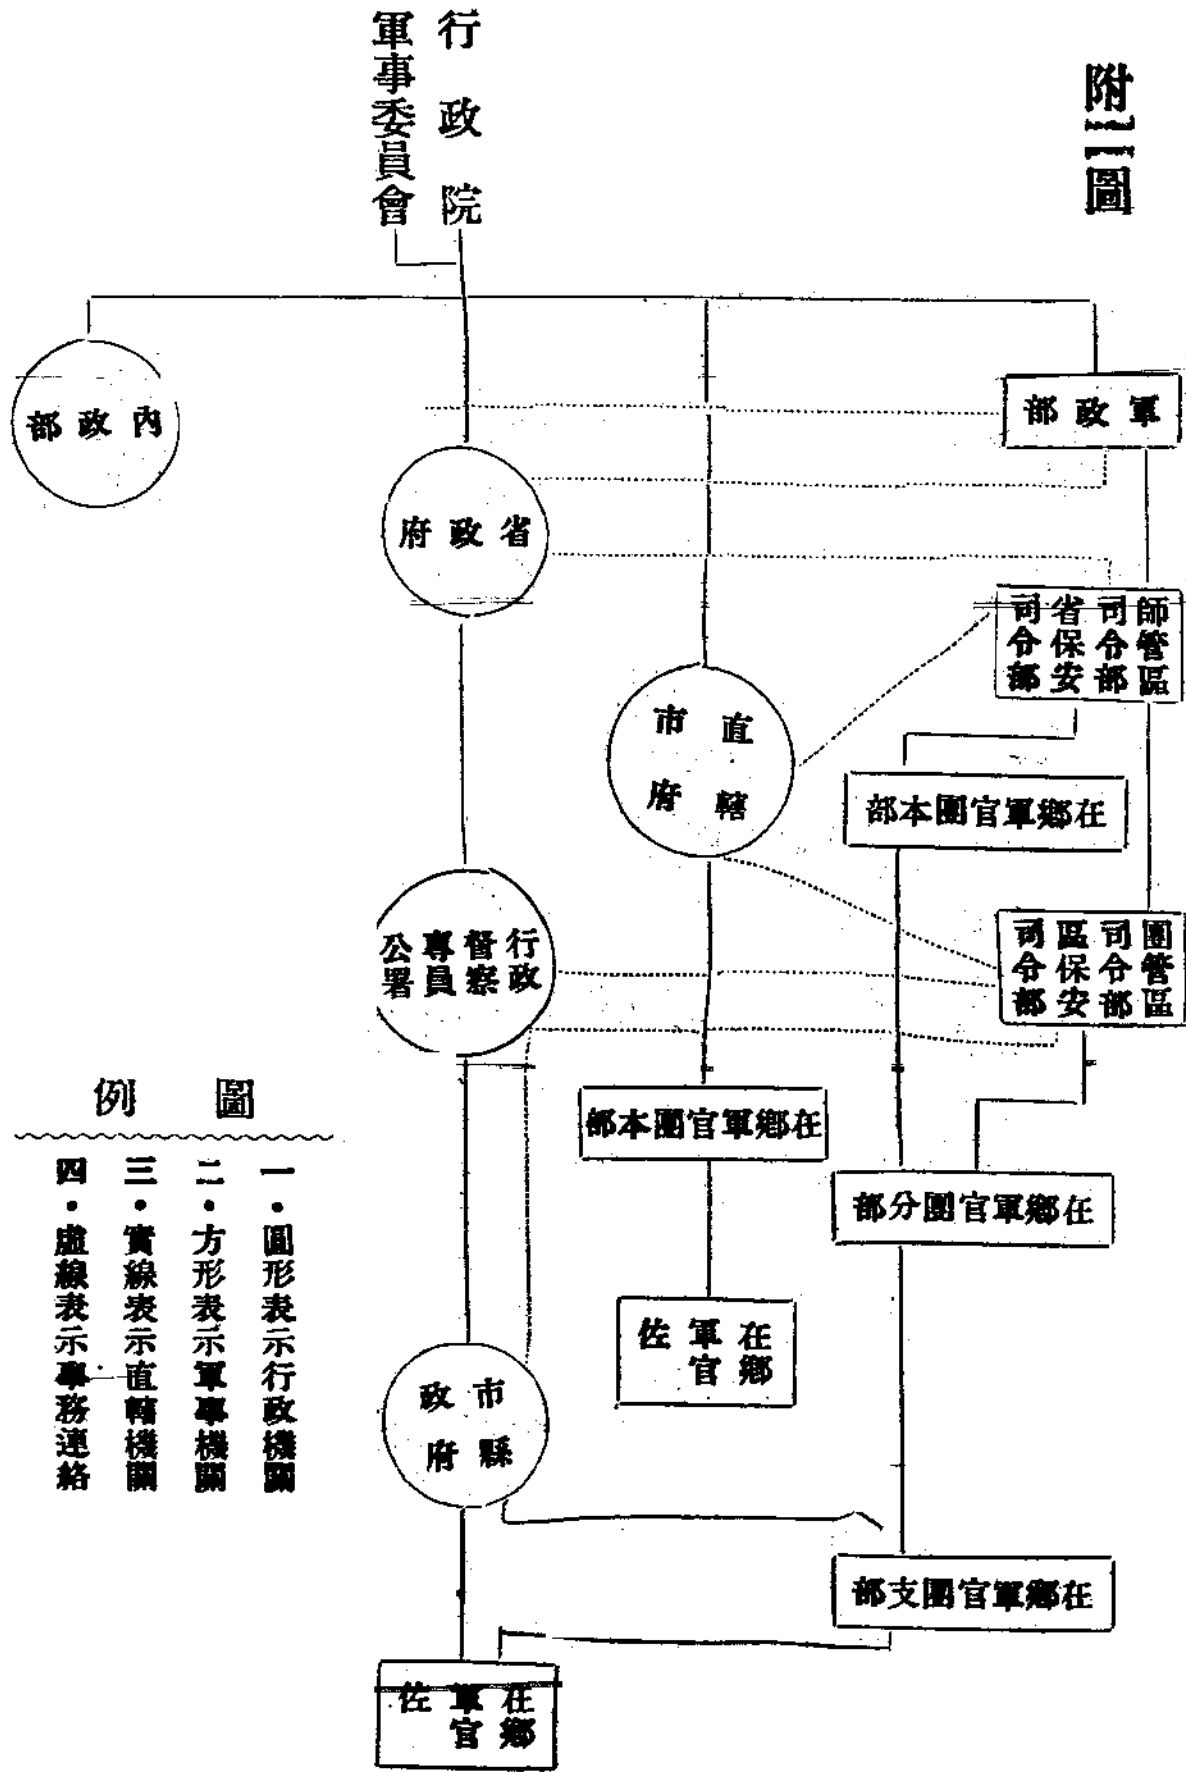 附三圖
行政院
軍事委員會
軍政部
內政部
省政府
師管區司令部
省保安司令部
直轄市府
在鄉軍官團本部
團管區司令部
區保安司令部
行政督察專員公署
在鄉軍官團本部
在鄉軍官團分部
在鄉軍官佐
市縣政府
在鄉軍官團支部
在鄉軍官佐
圖例
一・圓形表示行政機關
二・方形表示軍事機關
三・實線表示直轄機關
四・虛線表示事務連絡